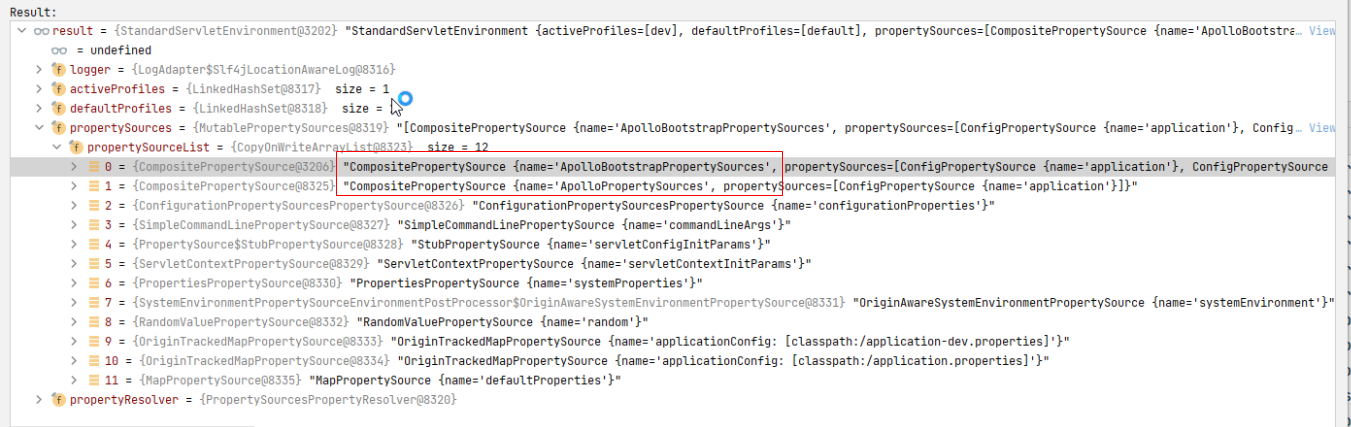 Result:
result = {StandardServletEnvironment@3202} "StandardServletEnvironment {activeProfiles=[dev], defaultProfiles=[default], propertySources=[CompositePropertySource {name='ApolloBootstra... View
= undefined
logger = {LogAdapter$Slf4jLocationAwareLog@8316}
activeProfiles = {LinkedHashSet@8317} size = 1
defaultProfiles = {LinkedHashSet@8318} size =
propertySources = {MutablePropertySources@8319} "[CompositePropertySource {name='ApolloBootstrapPropertySources', propertySources=[ConfigPropertySource {name='application'}, Config... View
propertySourceList = {CopyOnWriteArrayList@8323} size = 12
0 = {CompositePropertySource@3206} "CompositePropertySource {name='ApolloBootstrapPropertySources', propertySources=[ConfigPropertySource {name='application'}, ConfigPropertySource
1 = {CompositePropertySource@8325} "CompositePropertySource {name='ApolloPropertySources', propertySources=[ConfigPropertySource {name='application'}]}"
2 = {ConfigurationPropertySourcesPropertySource@8326} "ConfigurationPropertySourcesPropertySource {name='configurationProperties'}"
3 = {SimpleCommandLinePropertySource@8327} "SimpleCommandLinePropertySource {name='commandLineArgs'}"
4 = {PropertySource$StubPropertySource@8328} "StubPropertySource {name='servletConfigInitParams'}"
5 = {ServletContextPropertySource@8329} "ServletContextPropertySource {name='servletContextInitParams'}"
6 = {PropertiesPropertySource@8330} "PropertiesPropertySource {name='systemProperties'}"
7 = {SystemEnvironmentPropertySourceEnvironmentPostProcessor$OriginAwareSystemEnvironmentPropertySource@8331} "OriginAwareSystemEnvironmentPropertySource {name='systemEnvironment'}"
8 = {RandomValuePropertySource@8332} "RandomValuePropertySource {name='random'}"
9 = {OriginTrackedMapPropertySource@8333} "OriginTrackedMapPropertySource {name='applicationConfig: [classpath:/application-dev.properties]'}"
10 = {OriginTrackedMapPropertySource@8334} "OriginTrackedMapPropertySource {name='applicationConfig: [classpath:/application.properties]'}"
11 = {MapPropertySource@8335} "MapPropertySource {name='defaultProperties'}"
propertyResolver = {PropertySourcesPropertyResolver@8320}